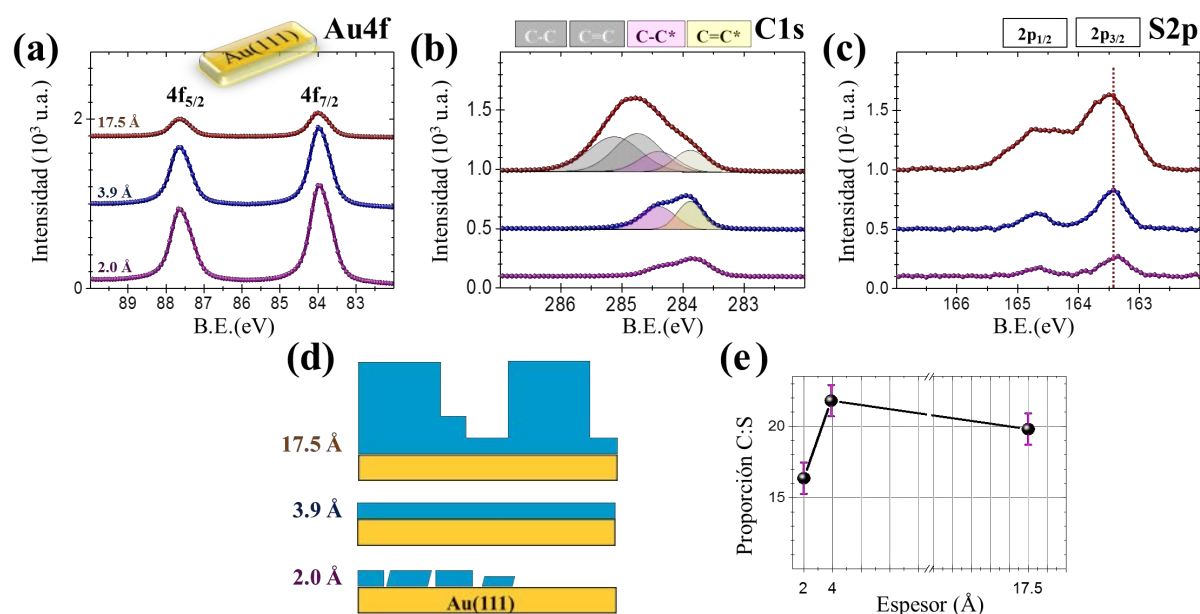 (a) Au4f
Au(111)
4f5/2 4f7/2
17.5 Å
3.9 Å
2.0 Å
Intensidad (10³ u.a.)
2
0
89 88 87 86 85 84 83
B.E.(eV)
(b) C-C C=C C-C* C=C* C1s
Intensidad (10³ u.a.)
1.5
1.0
0.5
0.0
286 285 284 283
B.E.(eV)
(c) 2p1/2 2p3/2 S2p
Intensidad (10² u.a.)
1.5
1.0
0.5
0.0
166 165 164 163
B.E.(eV)
(d)
17.5 Å
3.9 Å
2.0 Å
Au(111)
(e)
Proporción C:S
20
15
2 4 17.5
Espesor (Å)